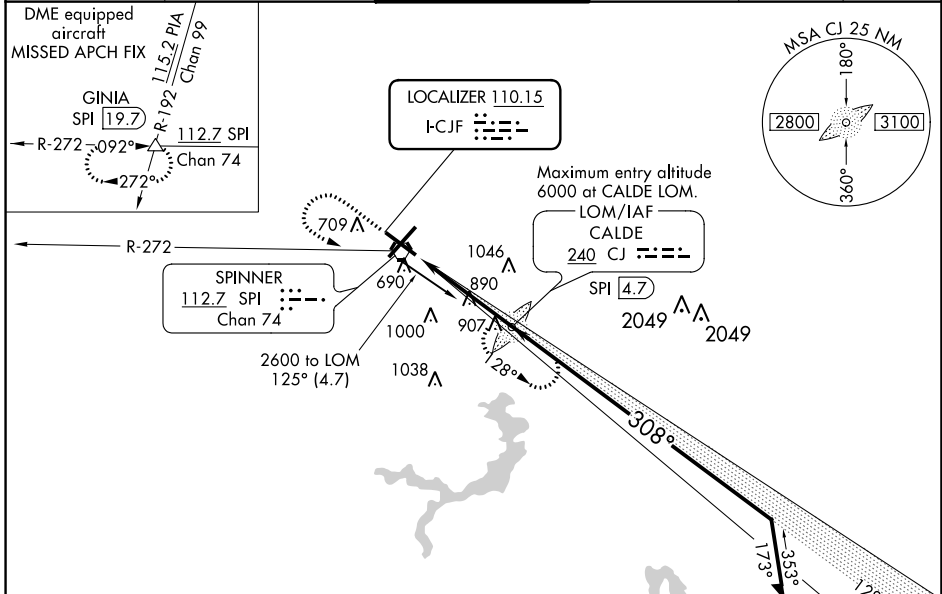 DME equipped
aircraft
MISSED APCH FIX
115.2 PIA
Chan 99
R-192
GINIA
SPI 19.7
R-272
092°
272°
112.7 SPI
Chan 74
LOCALIZER 110.15
I-CJF
MSA CJ 25 NM
180°
2800
3100
360°
Maximum entry altitude
6000 at CALDE LOM.
LOM/IAF
CALDE
240 CJ
SPI 4.7
709
R-272
SPINNER
112.7 SPI
Chan 74
690
1046
890
907
1000
1038
2049
2049
2600 to LOM
125° (4.7)
28°
308°
173°
353°